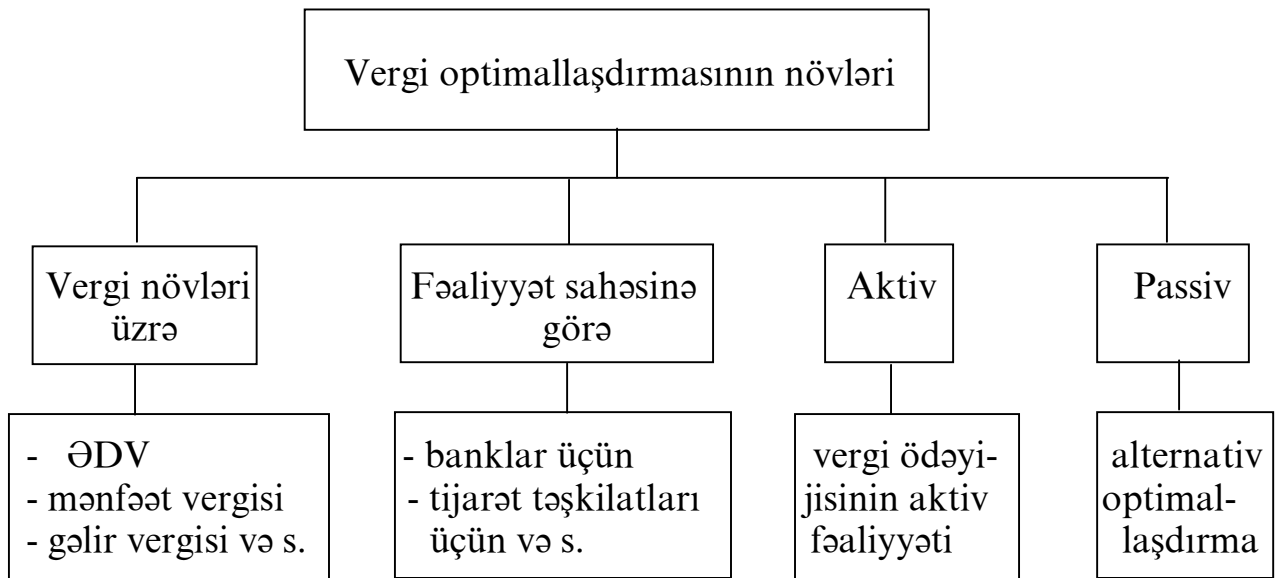 Vergi optimallaşdırmasının növləri
Vergi növləri
üzrə
Fəaliyyət sahəsinə
görə
Aktiv
Passiv
- ƏDV
- mənfəət vergisi
- gəlir vergisi və s.
- banklar üçün
- tijarət təşkilatları
üçün və s.
vergi ödəyi-
jisinin aktiv
fəaliyyəti
alternativ
optimal-
laşdırma